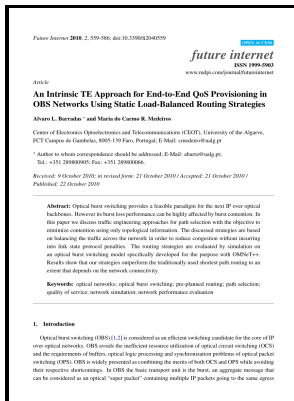 Future Internet 2010, 2, 559-586; doi:10.3390/fi2040559
OPEN ACCESS
future internet
ISSN 1999-5903
www.mdpi.com/journal/futureinternet
Article
An Intrinsic TE Approach for End-to-End QoS Provisioning in
OBS Networks Using Static Load-Balanced Routing Strategies
Alvaro L. Barradas * and Maria do Carmo R. Medeiros
Center of Electronics Optoelectronics and Telecommunications (CEOT), University of the Algarve,
FCT Campus de Gambelas, 8005-139 Faro, Portugal; E-Mail: cmedeiro@ualg.pt
* Author to whom correspondence should be addressed; E-Mail: abarra@ualg.pt;
Tel.: +351 289800905; Fax: +351 289800066.
Received: 9 October 2010; in revised form: 21 October 2010 / Accepted: 21 October 2010 /
Published: 22 October 2010
Abstract: Optical burst switching provides a feasible paradigm for the next IP over optical
backbones. However its burst loss performance can be highly affected by burst contention. In
this paper we discuss traffic engineering approaches for path selection with the objective to
minimize contention using only topological information. The discussed strategies are based
on balancing the traffic across the network in order to reduce congestion without incurring
into link state protocol penalties. The routing strategies are evaluated by simulation on
an optical burst switching model specifically developed for the purpose with OMNeT++.
Results show that our strategies outperform the traditionally used shortest path routing to an
extent that depends on the network connectivity.
Keywords: optical networks; optical burst switching; pre-planned routing; path selection;
quality of service; network simulation; network performance evaluation
1. Introduction
Optical burst switching (OBS) [1,2] is considered as an efficient switching candidate for the core of IP
over optical networks. OBS avoids the inefficient resource utilization of optical circuit switching (OCS)
and the requirements of buffers, optical logic processing and synchronization problems of optical packet
switching (OPS). OBS is widely presented as combining the merits of both OCS and OPS while avoiding
their respective shortcomings. In OBS the basic transport unit is the burst, an aggregate message that
can be considered as an optical "super packet" containing multiple IP packets going to the same egress